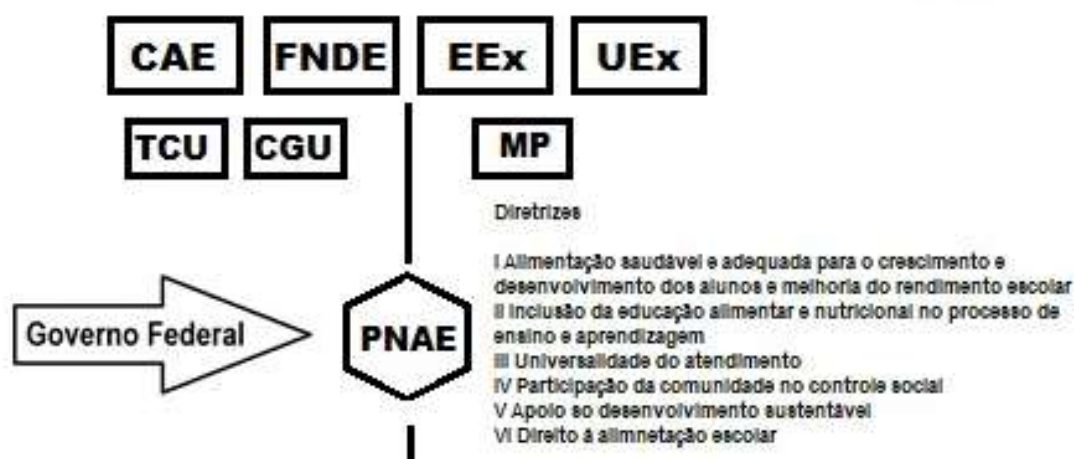 CAE FNDE EEx UEx
TCU CGU MP
Diretrizes
I Alimentação saudável e adequada para o crescimento e
desenvolvimento dos alunos e melhoria do rendimento escolar
II Inclusão da educação alimentar e nutricional no processo de
ensino e aprendizagem
III Universalidade do atendimento
IV Participação da comunidade no controle social
V Apoio so desenvolvimento sustentável
VI Direito á alimnetação escolar
Governo Federal
PNAE